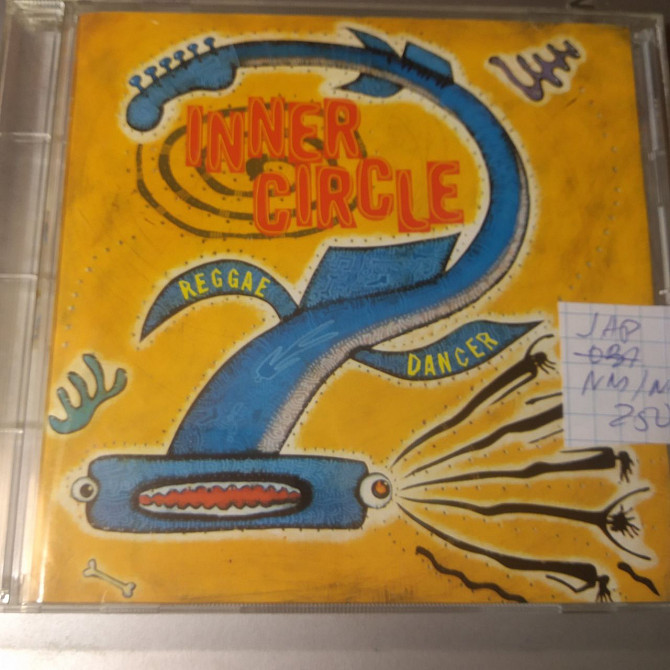 INNER
CIRCLE
REGGAE
DANCER
JAP
NM/
250